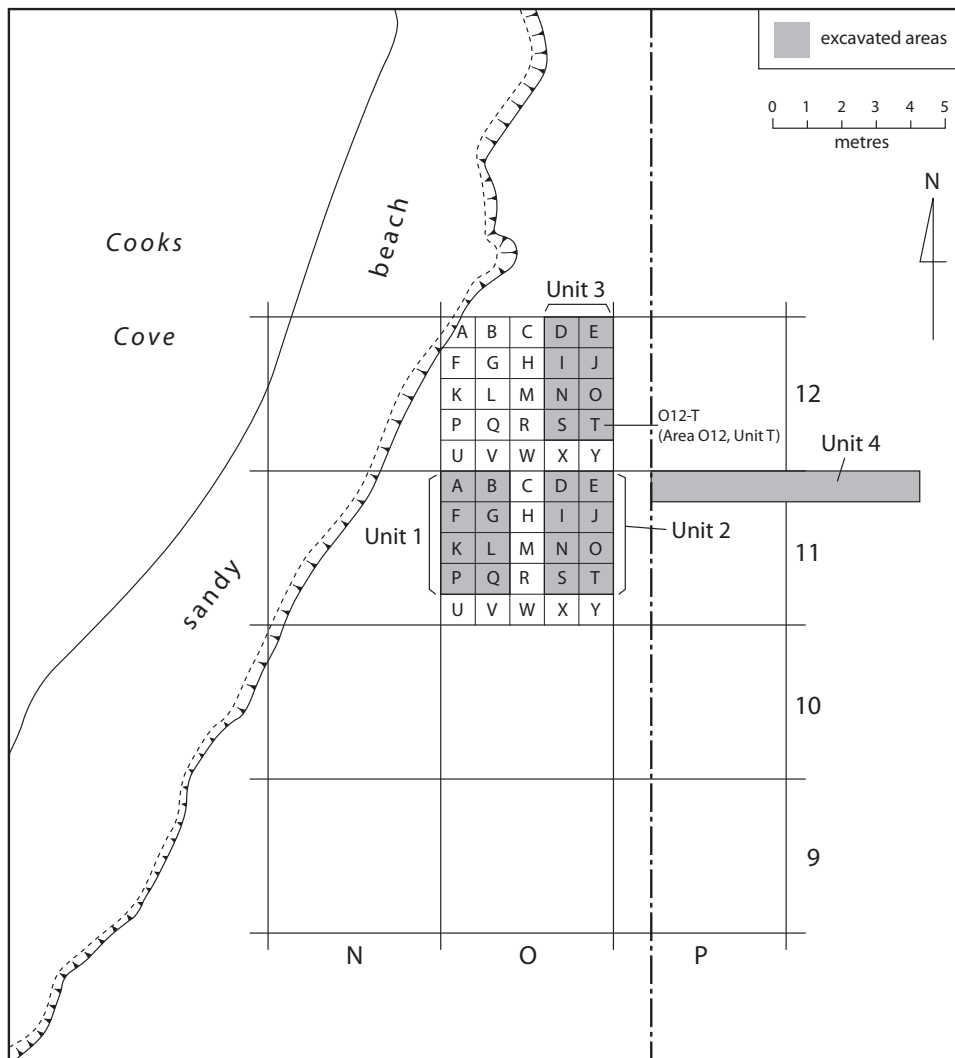 excavated areas
0 1 2 3 4 5
metres
N
beach
Cooks
Cove
Unit 3
A B C D E
F G H I J
K L M N O
P Q R S T
U V W X Y
12
O12-T
(Area O12, Unit T)
Unit 4
A B C D E
F G H I J
K L M N O
P Q R S T
U V W X Y
Unit 1
Unit 2
11
sandy
10
9
N O P